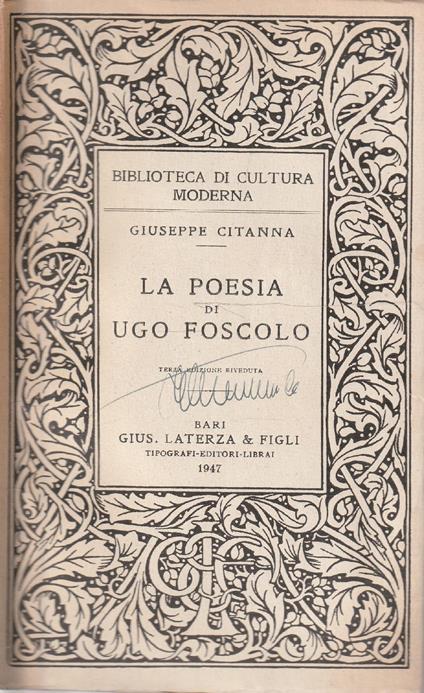 BIBLIOTECA DI CULTURA
MODERNA
GIUSEPPE CITANNA
LA POESIA
DI
UGO FOSCOLO
TERZA EDIZIONE RIVEDUTA
BARI
GIUS. LATERZA & FIGLI
TIPOGRAFI-EDITORI-LIBRAI
1947